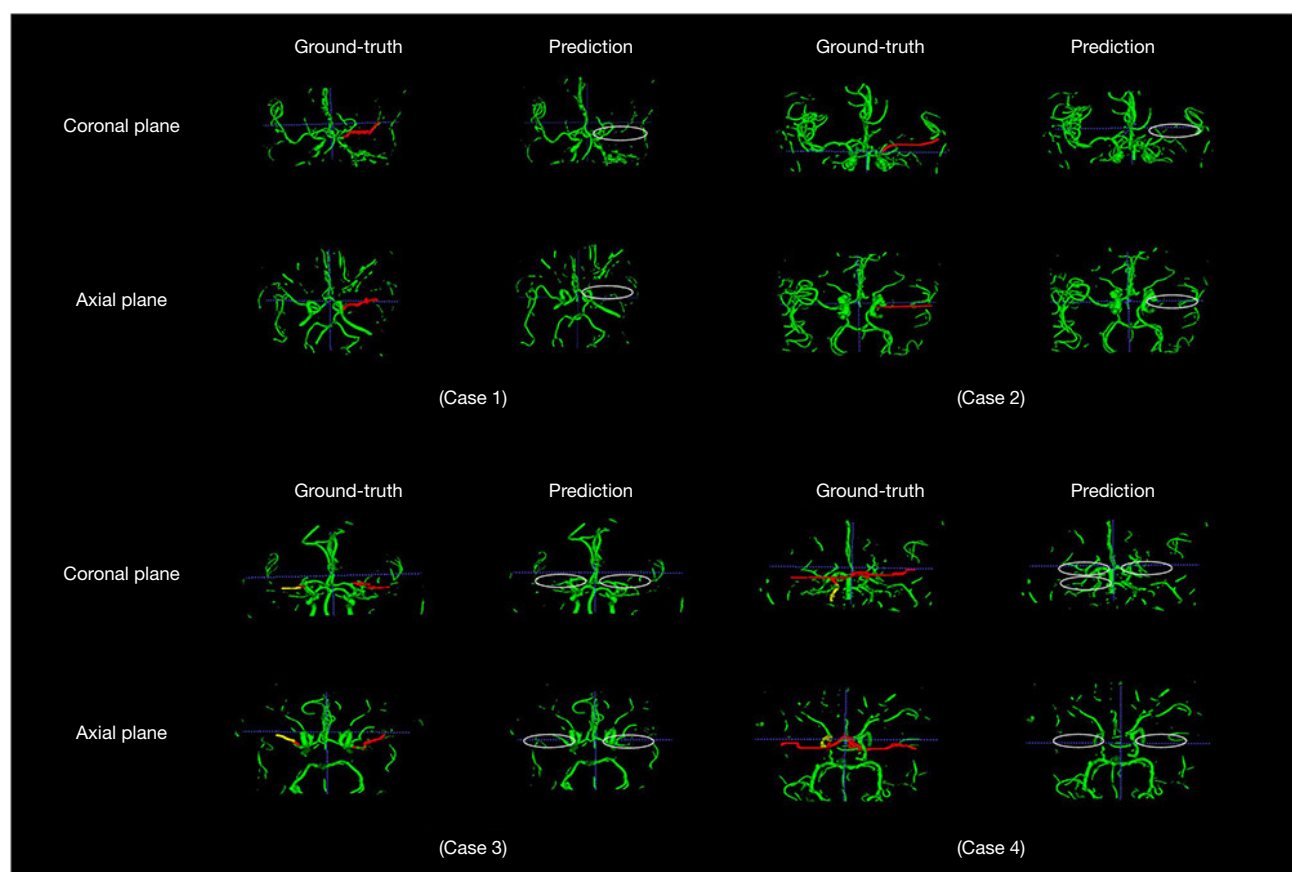 Ground-truth Prediction Ground-truth Prediction
Coronal plane
Axial plane
(Case 1) (Case 2)
Ground-truth Prediction Ground-truth Prediction
Coronal plane
Axial plane
(Case 3) (Case 4)